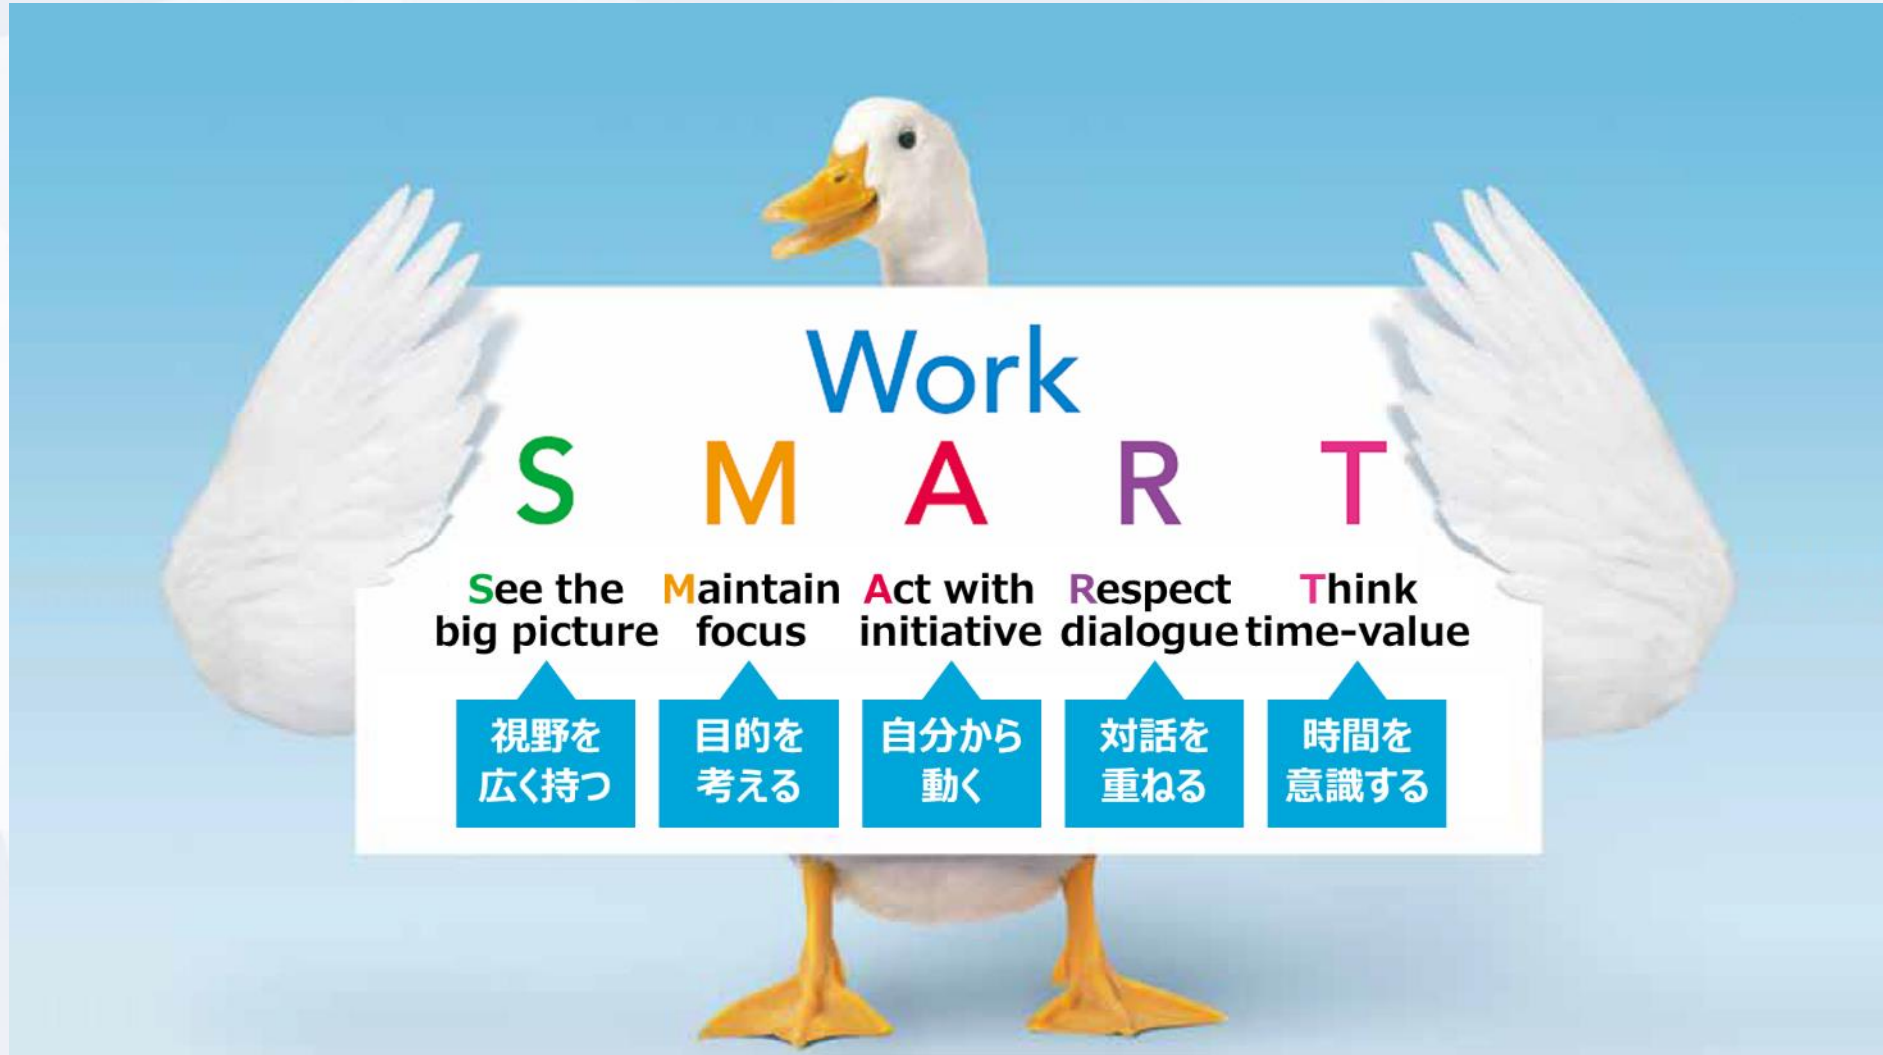 Work
S M A R T
See the
big picture
Maintain
focus
Act with
initiative
Respect
dialogue
Think
time-value
視野を
広く持つ
目的を
考える
自分から
動く
対話を
重ねる
時間を
意識する